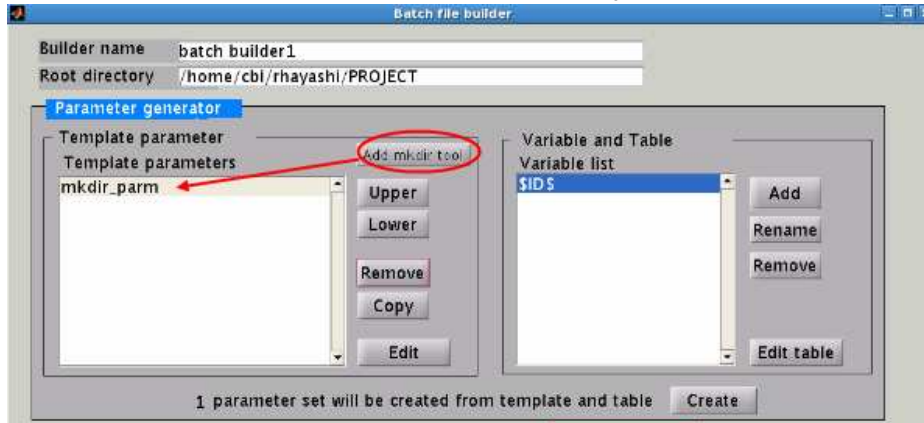 Batch file builder
Builder name batch builder1
Root directory /home/cbi/rhayashi/PROJECT
Parameter generator
Template parameter
Template parameters
Add mkdir tool
mkdir_parm
Upper
Lower
Remove
Copy
Edit
Variable and Table
Variable list
$ID$
Add
Rename
Remove
Edit table
1 parameter set will be created from template and table Create